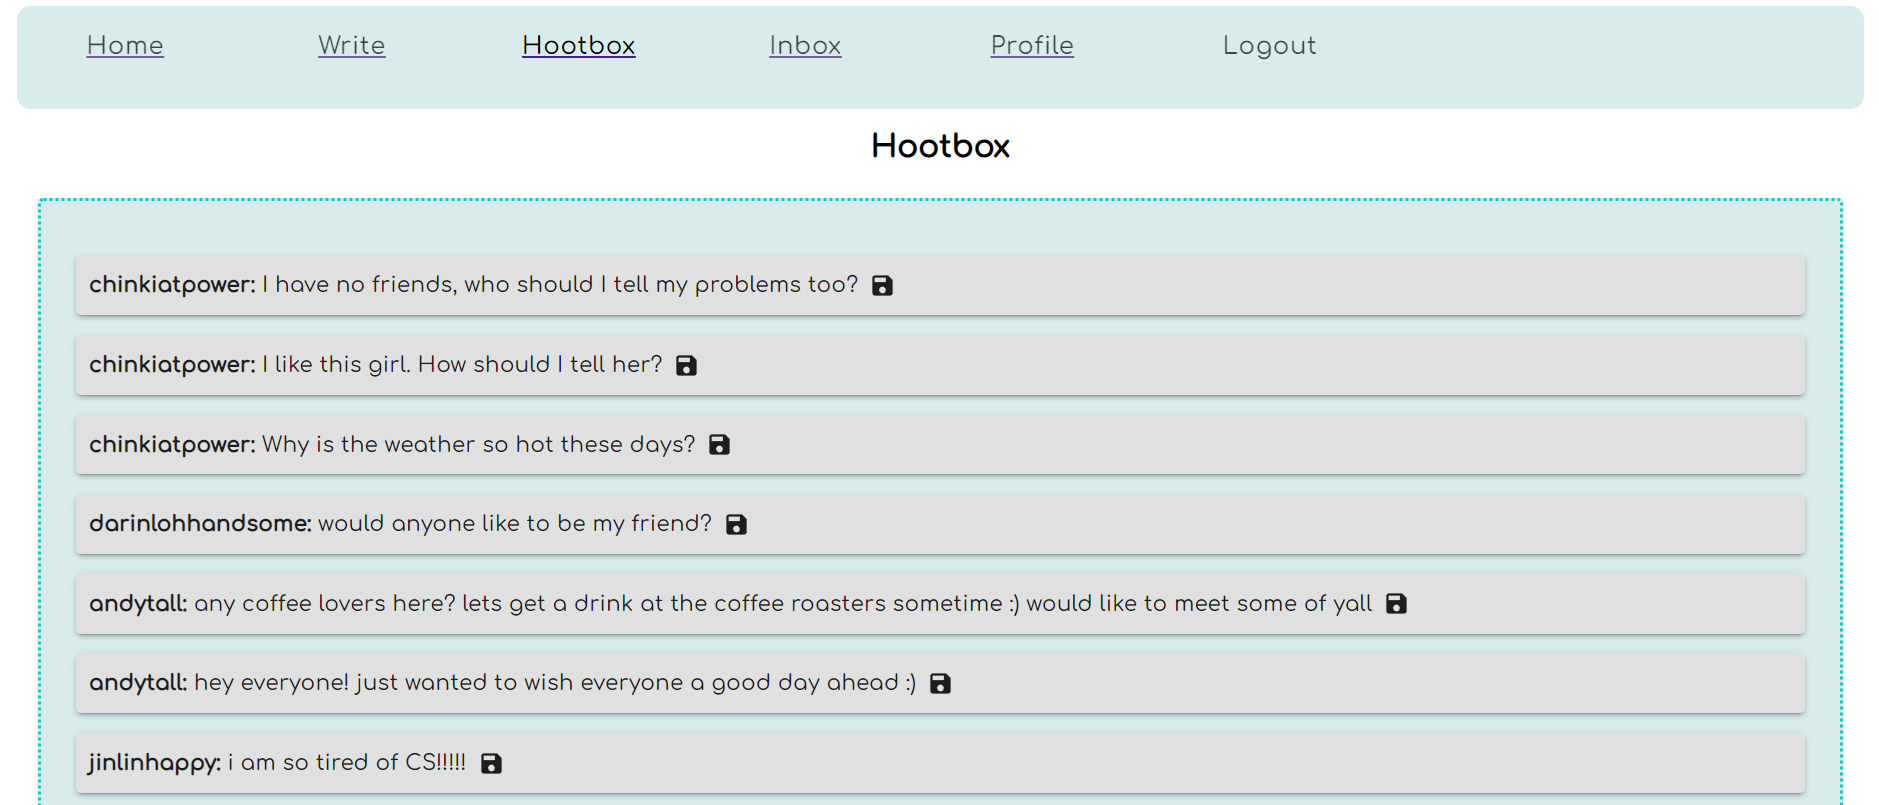 Home Write Hootbox Inbox Profile Logout
Hootbox
chinkiatpower: I have no friends, who should I tell my problems too?
chinkiatpower: I like this girl. How should I tell her?
chinkiatpower: Why is the weather so hot these days?
darinlohhandsome: would anyone like to be my friend?
andytall: any coffee lovers here? lets get a drink at the coffee roasters sometime :) would like to meet some of yall
andytall: hey everyone! just wanted to wish everyone a good day ahead :)
jinlinhappy: i am so tired of CS!!!!!